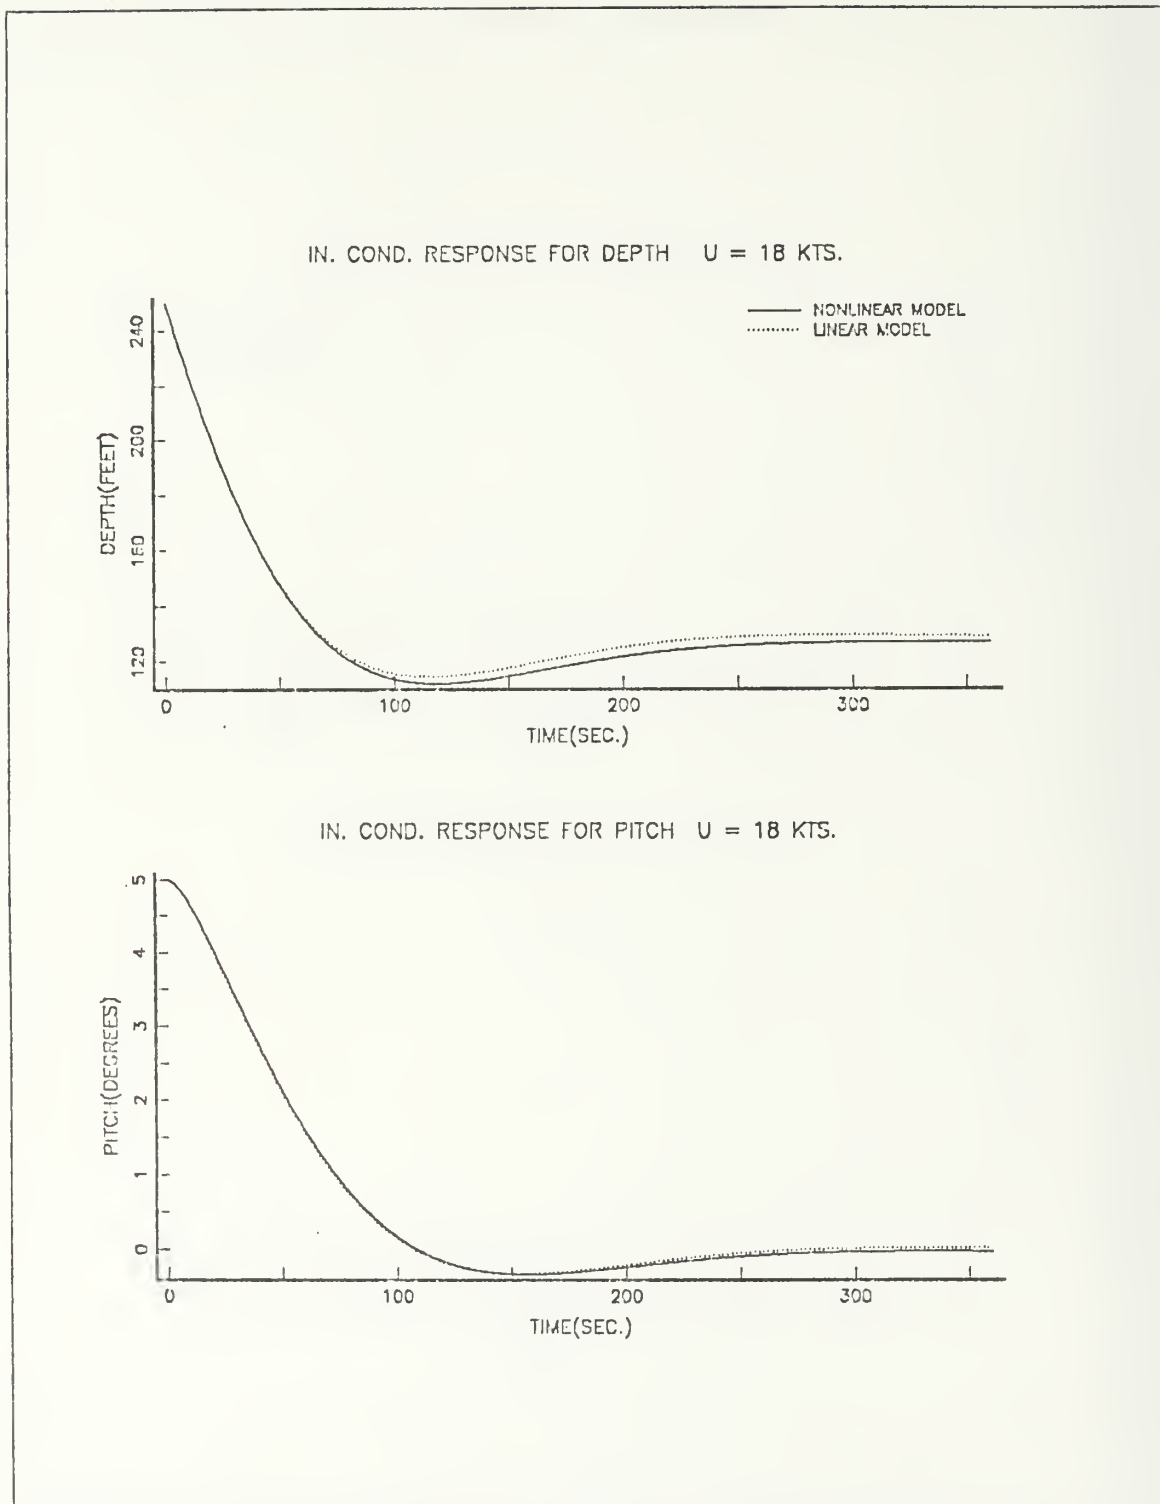 IN. COND. RESPONSE FOR DEPTH U = 18 KTS.
NONLINEAR MODEL
LINEAR MODEL
DEPTH(FEET)
240
200
160
120
0 100 200 300
TIME(SEC.)
IN. COND. RESPONSE FOR PITCH U = 18 KTS.
PITCH(DEGREES)
5
4
3
2
1
0
0 100 200 300
TIME(SEC.)